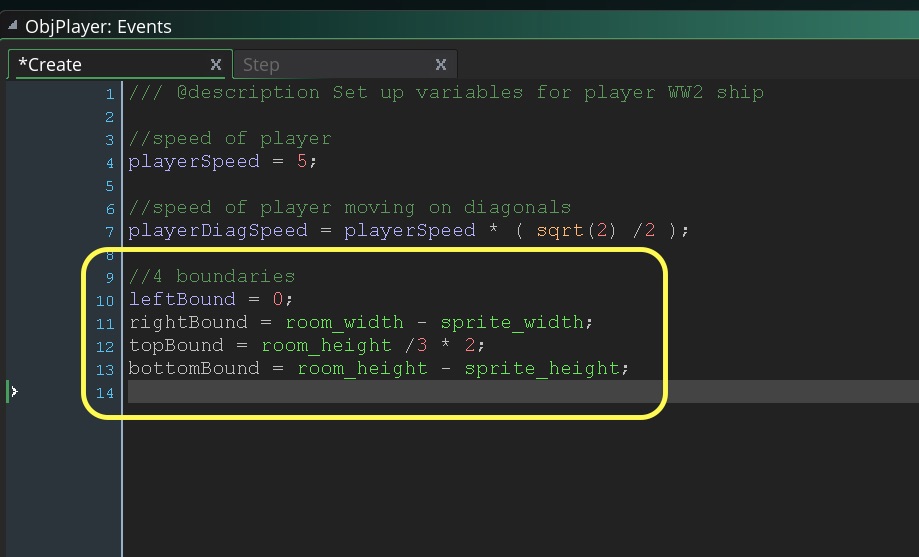 ObjPlayer: Events
*Create X Step X
1 /// @description Set up variables for player WW2 ship
2
3 //speed of player
4 playerSpeed = 5;
5
6 //speed of player moving on diagonals
7 playerDiagSpeed = playerSpeed * ( sqrt(2) /2 );
8
9 //4 boundaries
10 leftBound = 0;
11 rightBound = room_width - sprite_width;
12 topBound = room_height /3 * 2;
13 bottomBound = room_height - sprite_height;
14